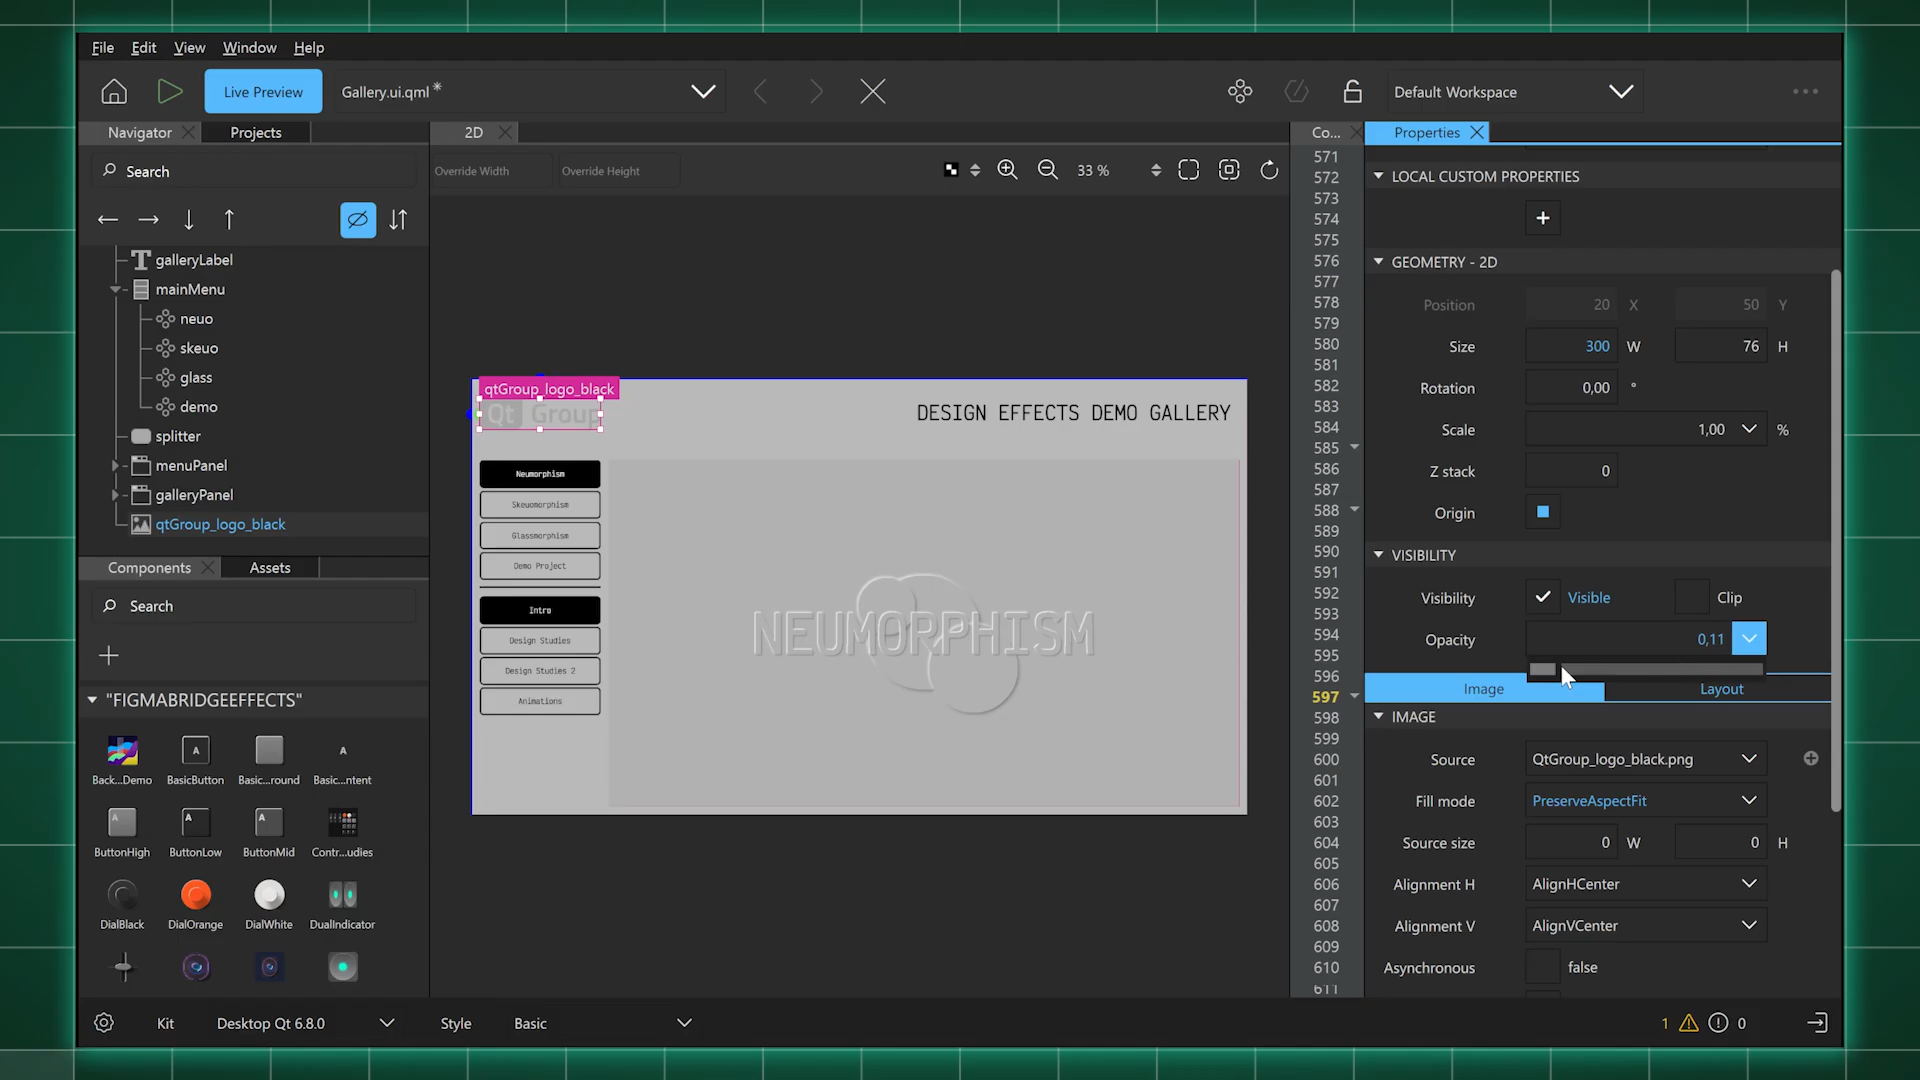 File Edit View Window Help
Live Preview Gallery.ui.qml * Default Workspace
Navigator Projects 2D Co... Properties
Search
Override Width Override Height 33 %
galleryLabel
mainMenu
neuo
skeuo
glass
demo
splitter
menuPanel
galleryPanel
qtGroup_logo_black
Components Assets
Search
"FIGMABRIDGEEFFECTS"
Back...Demo BasicButton Basic...round Basic...ntent
ButtonHigh ButtonLow ButtonMid Contr...udies
DialBlack DialOrange DialWhite DualIndicator
qtGroup_logo_black
Qt Group
DESIGN EFFECTS DEMO GALLERY
Neumorphism
Skeuomorphism
Glassmorphism
Demo Project
Intro
Design Studies
Design Studies 2
Animations
NEUMORPHISM
571
572
573
574
575
576
577
578
579
580
581
582
583
584
585
586
587
588
589
590
591
592
593
594
595
596
597
598
599
600
601
602
603
604
605
606
607
608
609
610
611
LOCAL CUSTOM PROPERTIES
GEOMETRY - 2D
Position 20 X 50 Y
Size 300 W 76 H
Rotation 0,00 °
Scale 1,00 %
Z stack 0
Origin
VISIBILITY
Visibility Visible Clip
Opacity 0,11
Image Layout
IMAGE
Source QtGroup_logo_black.png
Fill mode PreserveAspectFit
Source size 0 W 0 H
Alignment H AlignHCenter
Alignment V AlignVCenter
Asynchronous false
Kit Desktop Qt 6.8.0 Style Basic 1 0